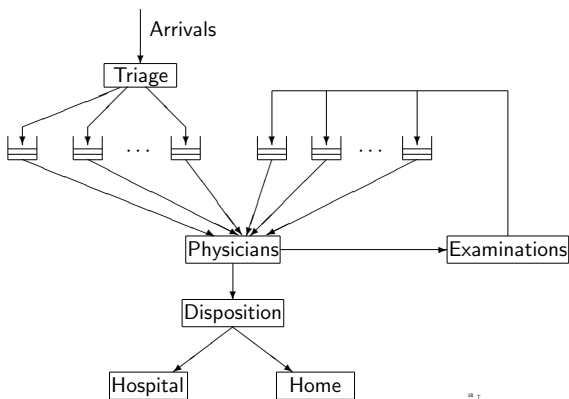 Arrivals
Triage
. . .
. . .
Physicians
Examinations
Disposition
Hospital
Home